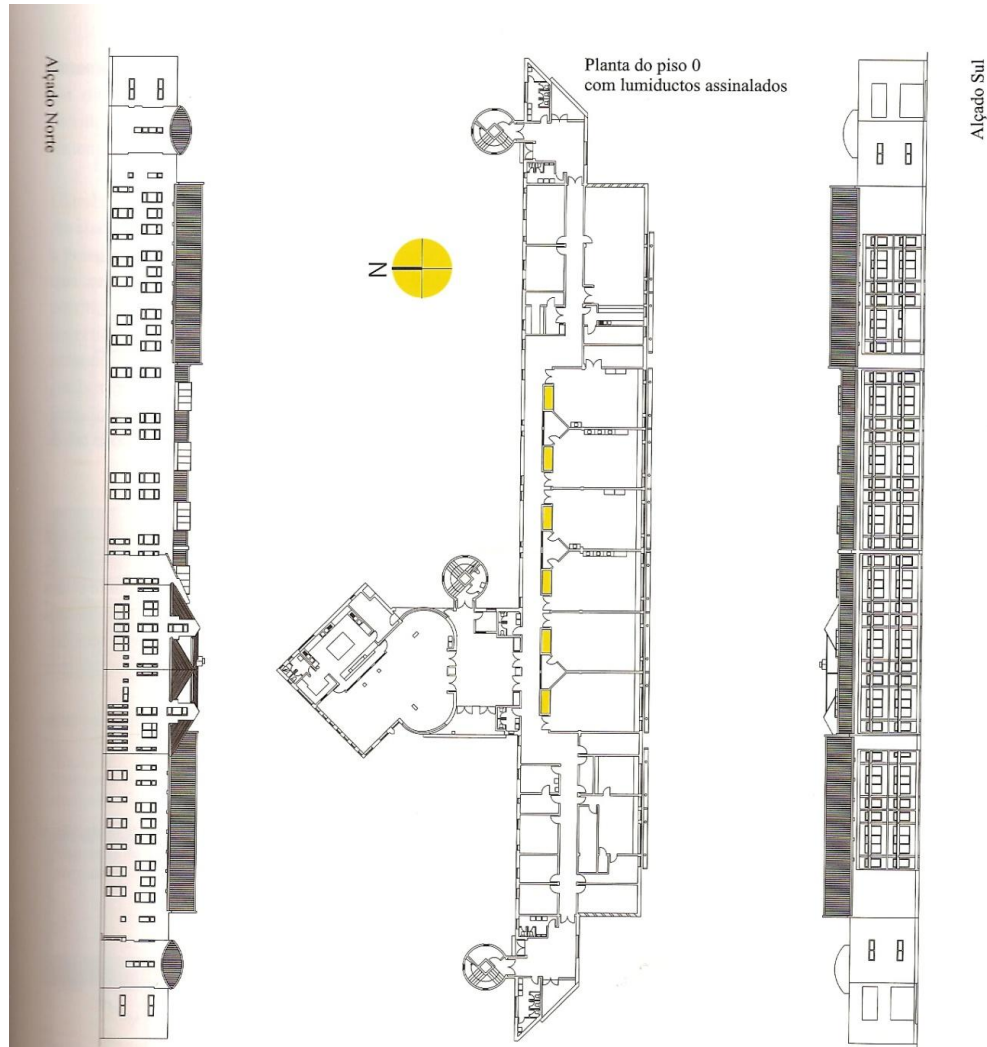 Alçado Norte
Planta do piso 0
com lumiductos assinalados
N
Alçado Sul